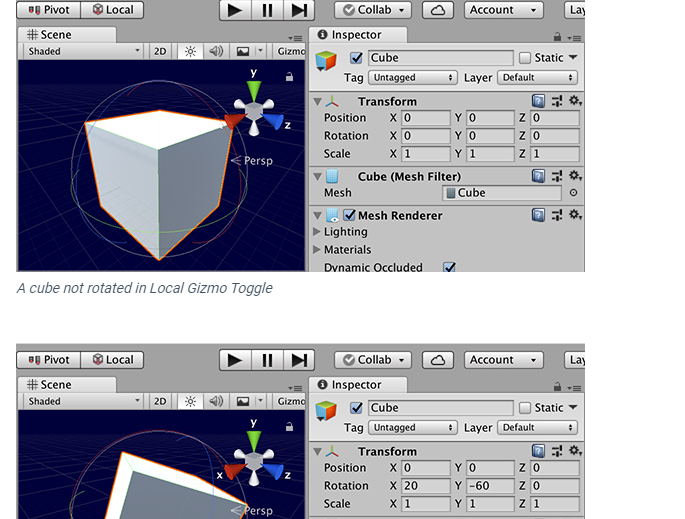 Pivot Local Collab Account Lay
Scene Inspector
Shaded 2D Gizmo
Cube Static
Tag Untagged Layer Default
y
z
Persp
Transform
Position X 0 Y 0 Z 0
Rotation X 0 Y 0 Z 0
Scale X 1 Y 1 Z 1
Cube (Mesh Filter)
Mesh Cube
Mesh Renderer
Lighting
Materials
Dynamic Occluded
A cube not rotated in Local Gizmo Toggle
Pivot Local Collab Account Lay
Scene Inspector
Shaded 2D Gizmo
Cube Static
Tag Untagged Layer Default
y
x z
Persp
Transform
Position X 0 Y 0 Z 0
Rotation X 20 Y -60 Z 0
Scale X 1 Y 1 Z 1